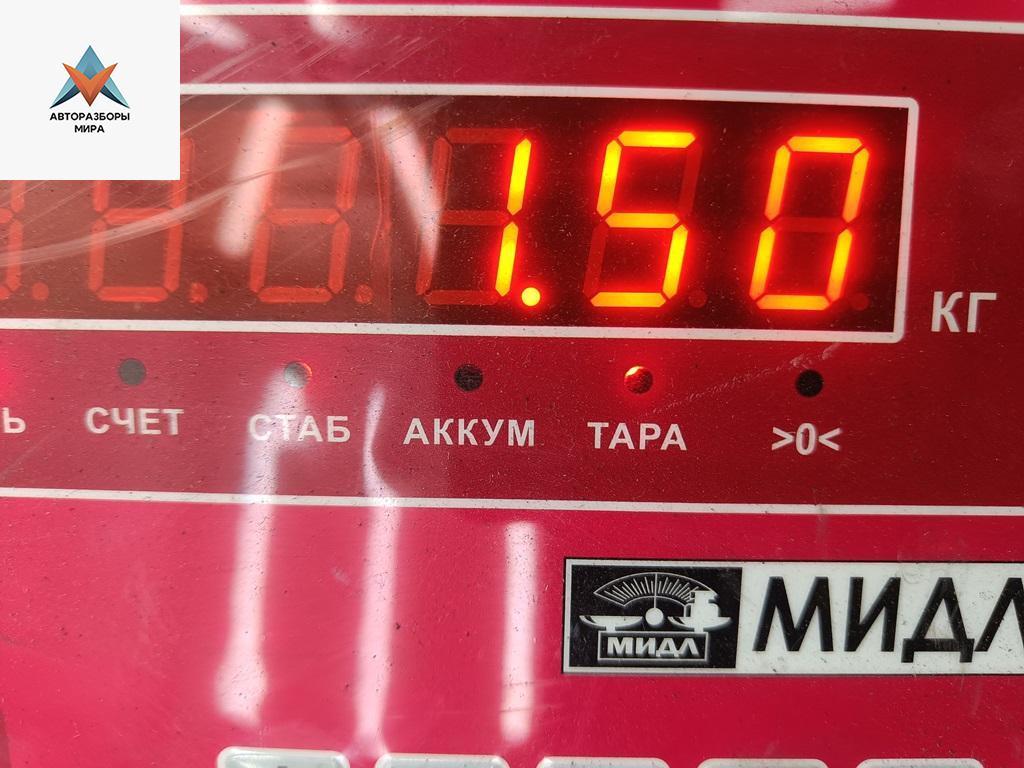 АВТОРАЗБОРЫ
МИРА
1.50
КГ
Ь СЧЕТ СТАБ АККУМ ТАРА >0<
МИДЛ МИДЛ